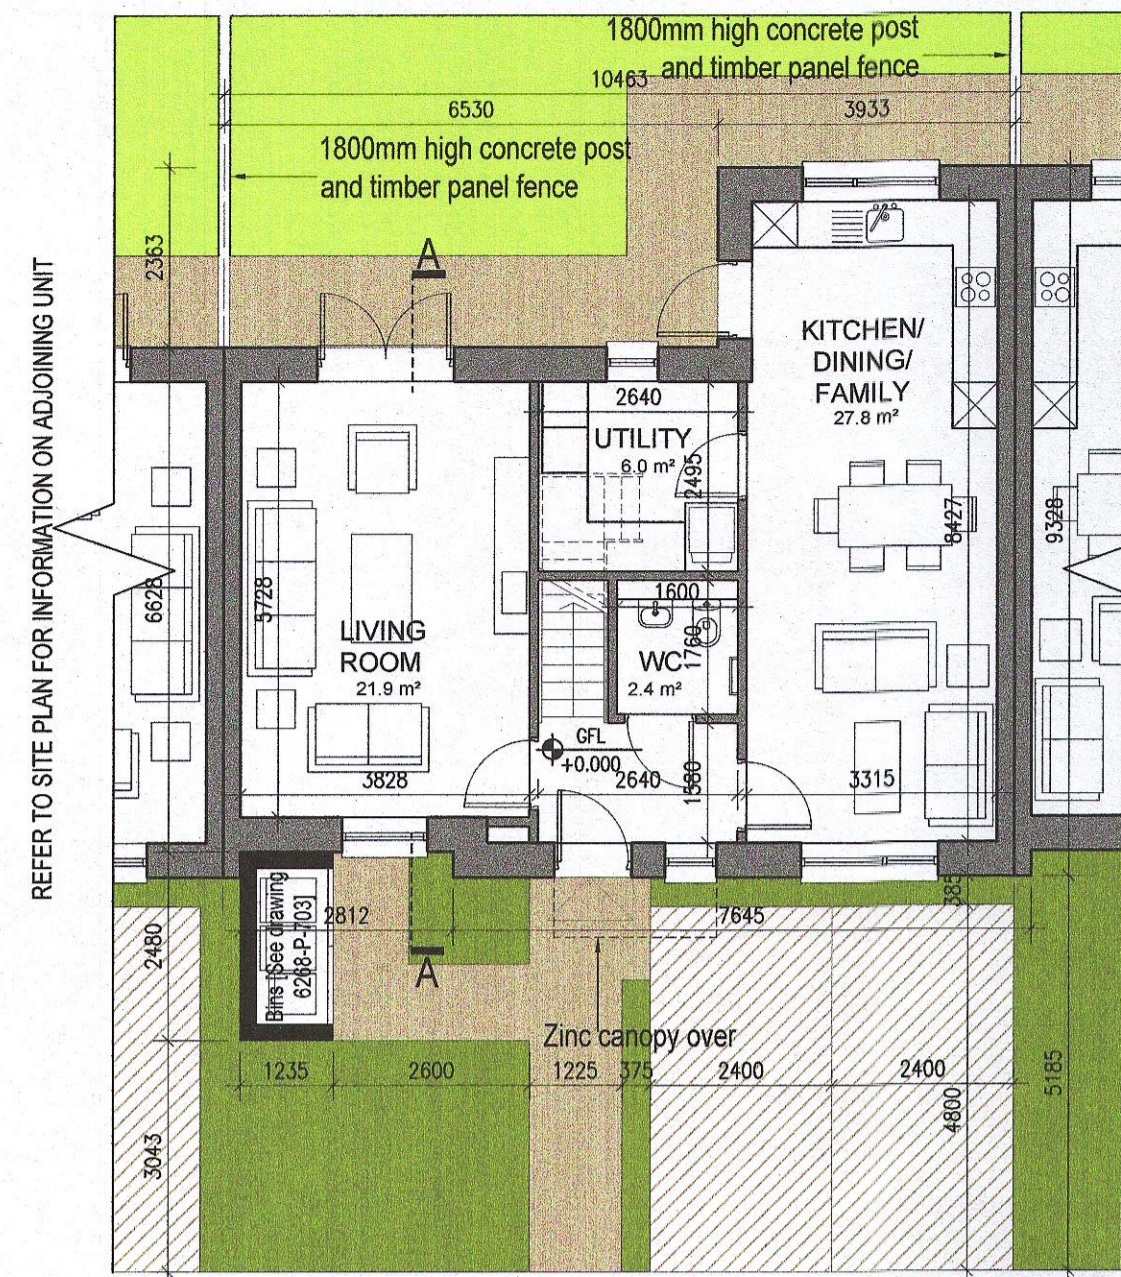 1800mm high concrete post
and timber panel fence
10463
6530
3933
1800mm high concrete post
and timber panel fence
2363
A
REFER TO SITE PLAN FOR INFORMATION ON ADJOINING UNIT
KITCHEN/
DINING/
FAMILY
27.8 m²
2640
UTILITY
6.0 m²
2495
8427
9328
6628
5728
1600
LIVING
ROOM
21.9 m²
WC
2.4 m²
1760
GFL
+0.000
3828
2640
1580
3315
Bins [See drawing
6268-P-703]
2812
7645
385
2480
A
Zinc canopy over
1235
2600
1225
375
2400
2400
4800
5185
3043